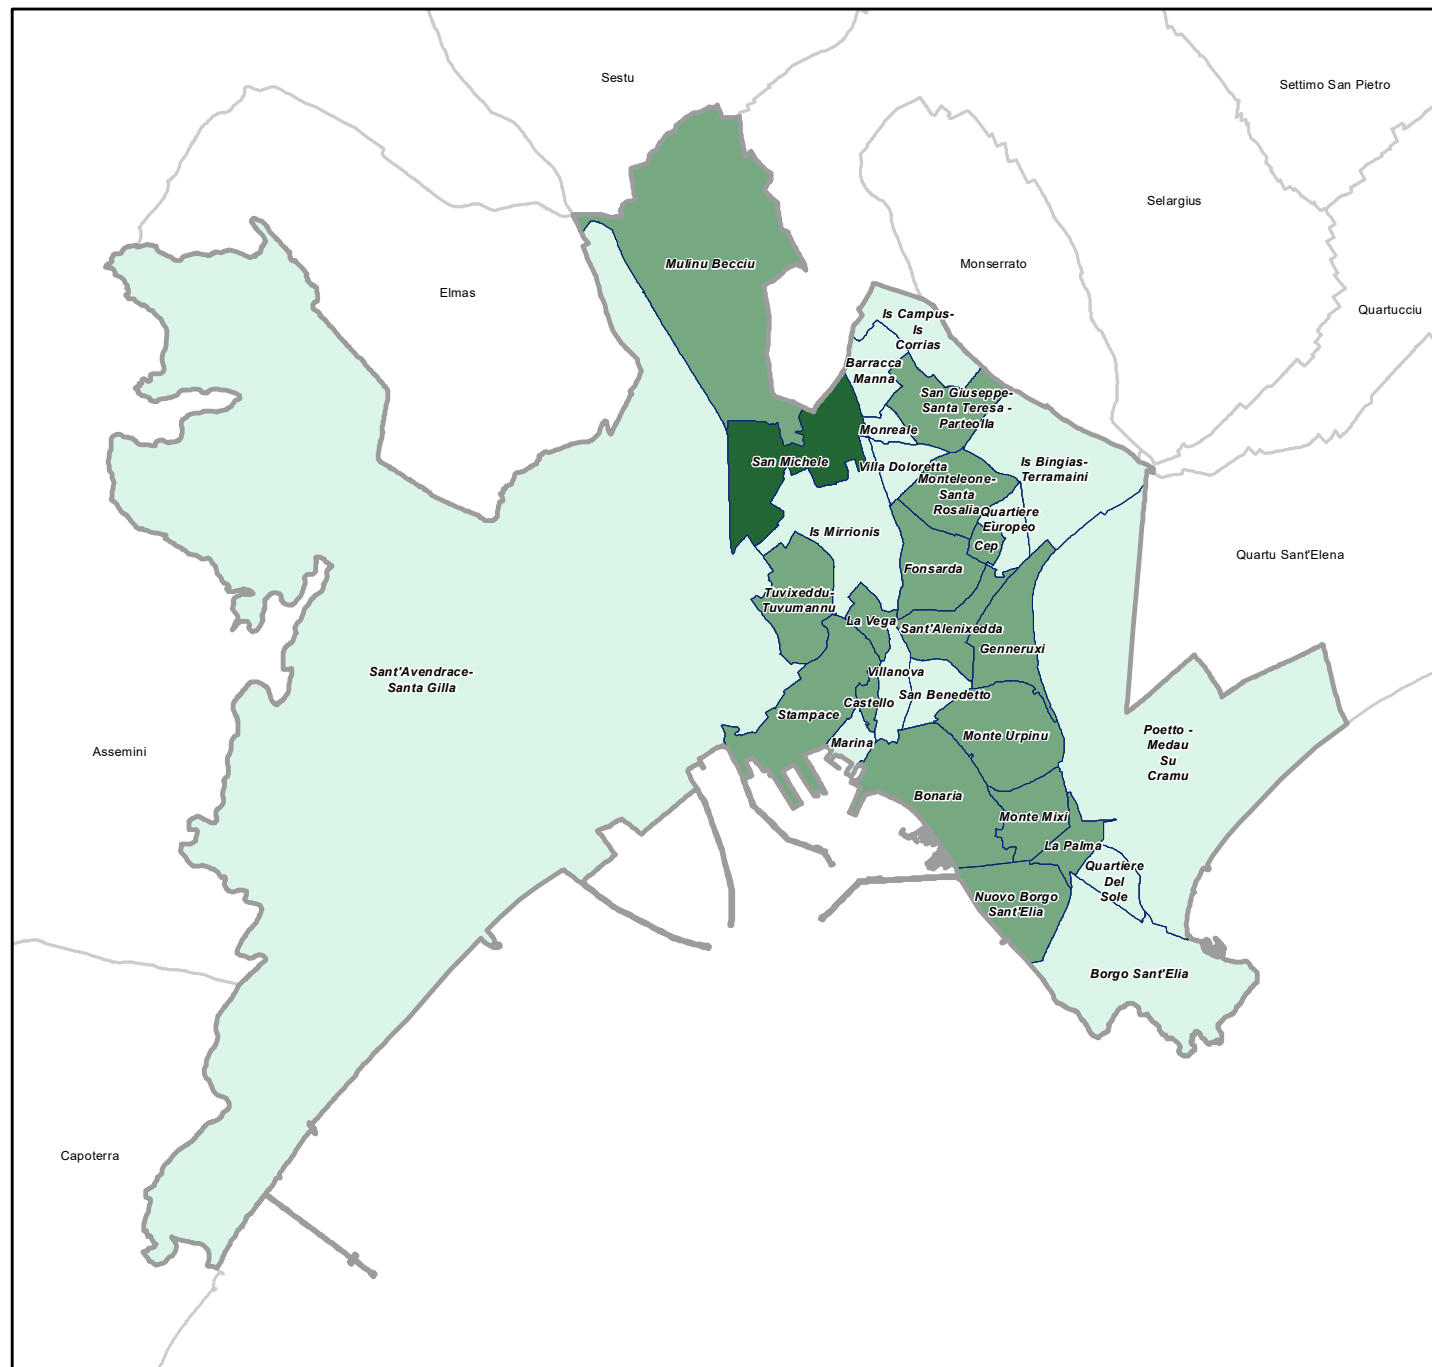 Sestu
Settimo San Pietro
Selargius
Mulinu Becciu
Monserrato
Elmas
Quartucciu
Is Campus-
Is
Corrias
Barracca
Manna
San Giuseppe-
Santa Teresa -
Parteolla
Monreale
San Michele
Villa Doloretta
Is Bingias-
Terramaini
Monteleone-
Santa
Rosalia
Quartiere
Europeo
Is Mirrionis
Cep
Quartu Sant'Elena
Fonsarda
Tuvixeddu-
Tuvumannu
La Vega
Sant'Alenixedda
Genneruxi
Sant'Avendrace-
Santa Gilla
Villanova
San Benedetto
Castello
Stampace
Marina
Monte Urpinu
Poetto -
Medau
Su
Cramu
Assemini
Bonaria
Monte Mixi
La Palma
Quartiere
Del
Sole
Nuovo Borgo
Sant'Elia
Borgo Sant'Elia
Capoterra